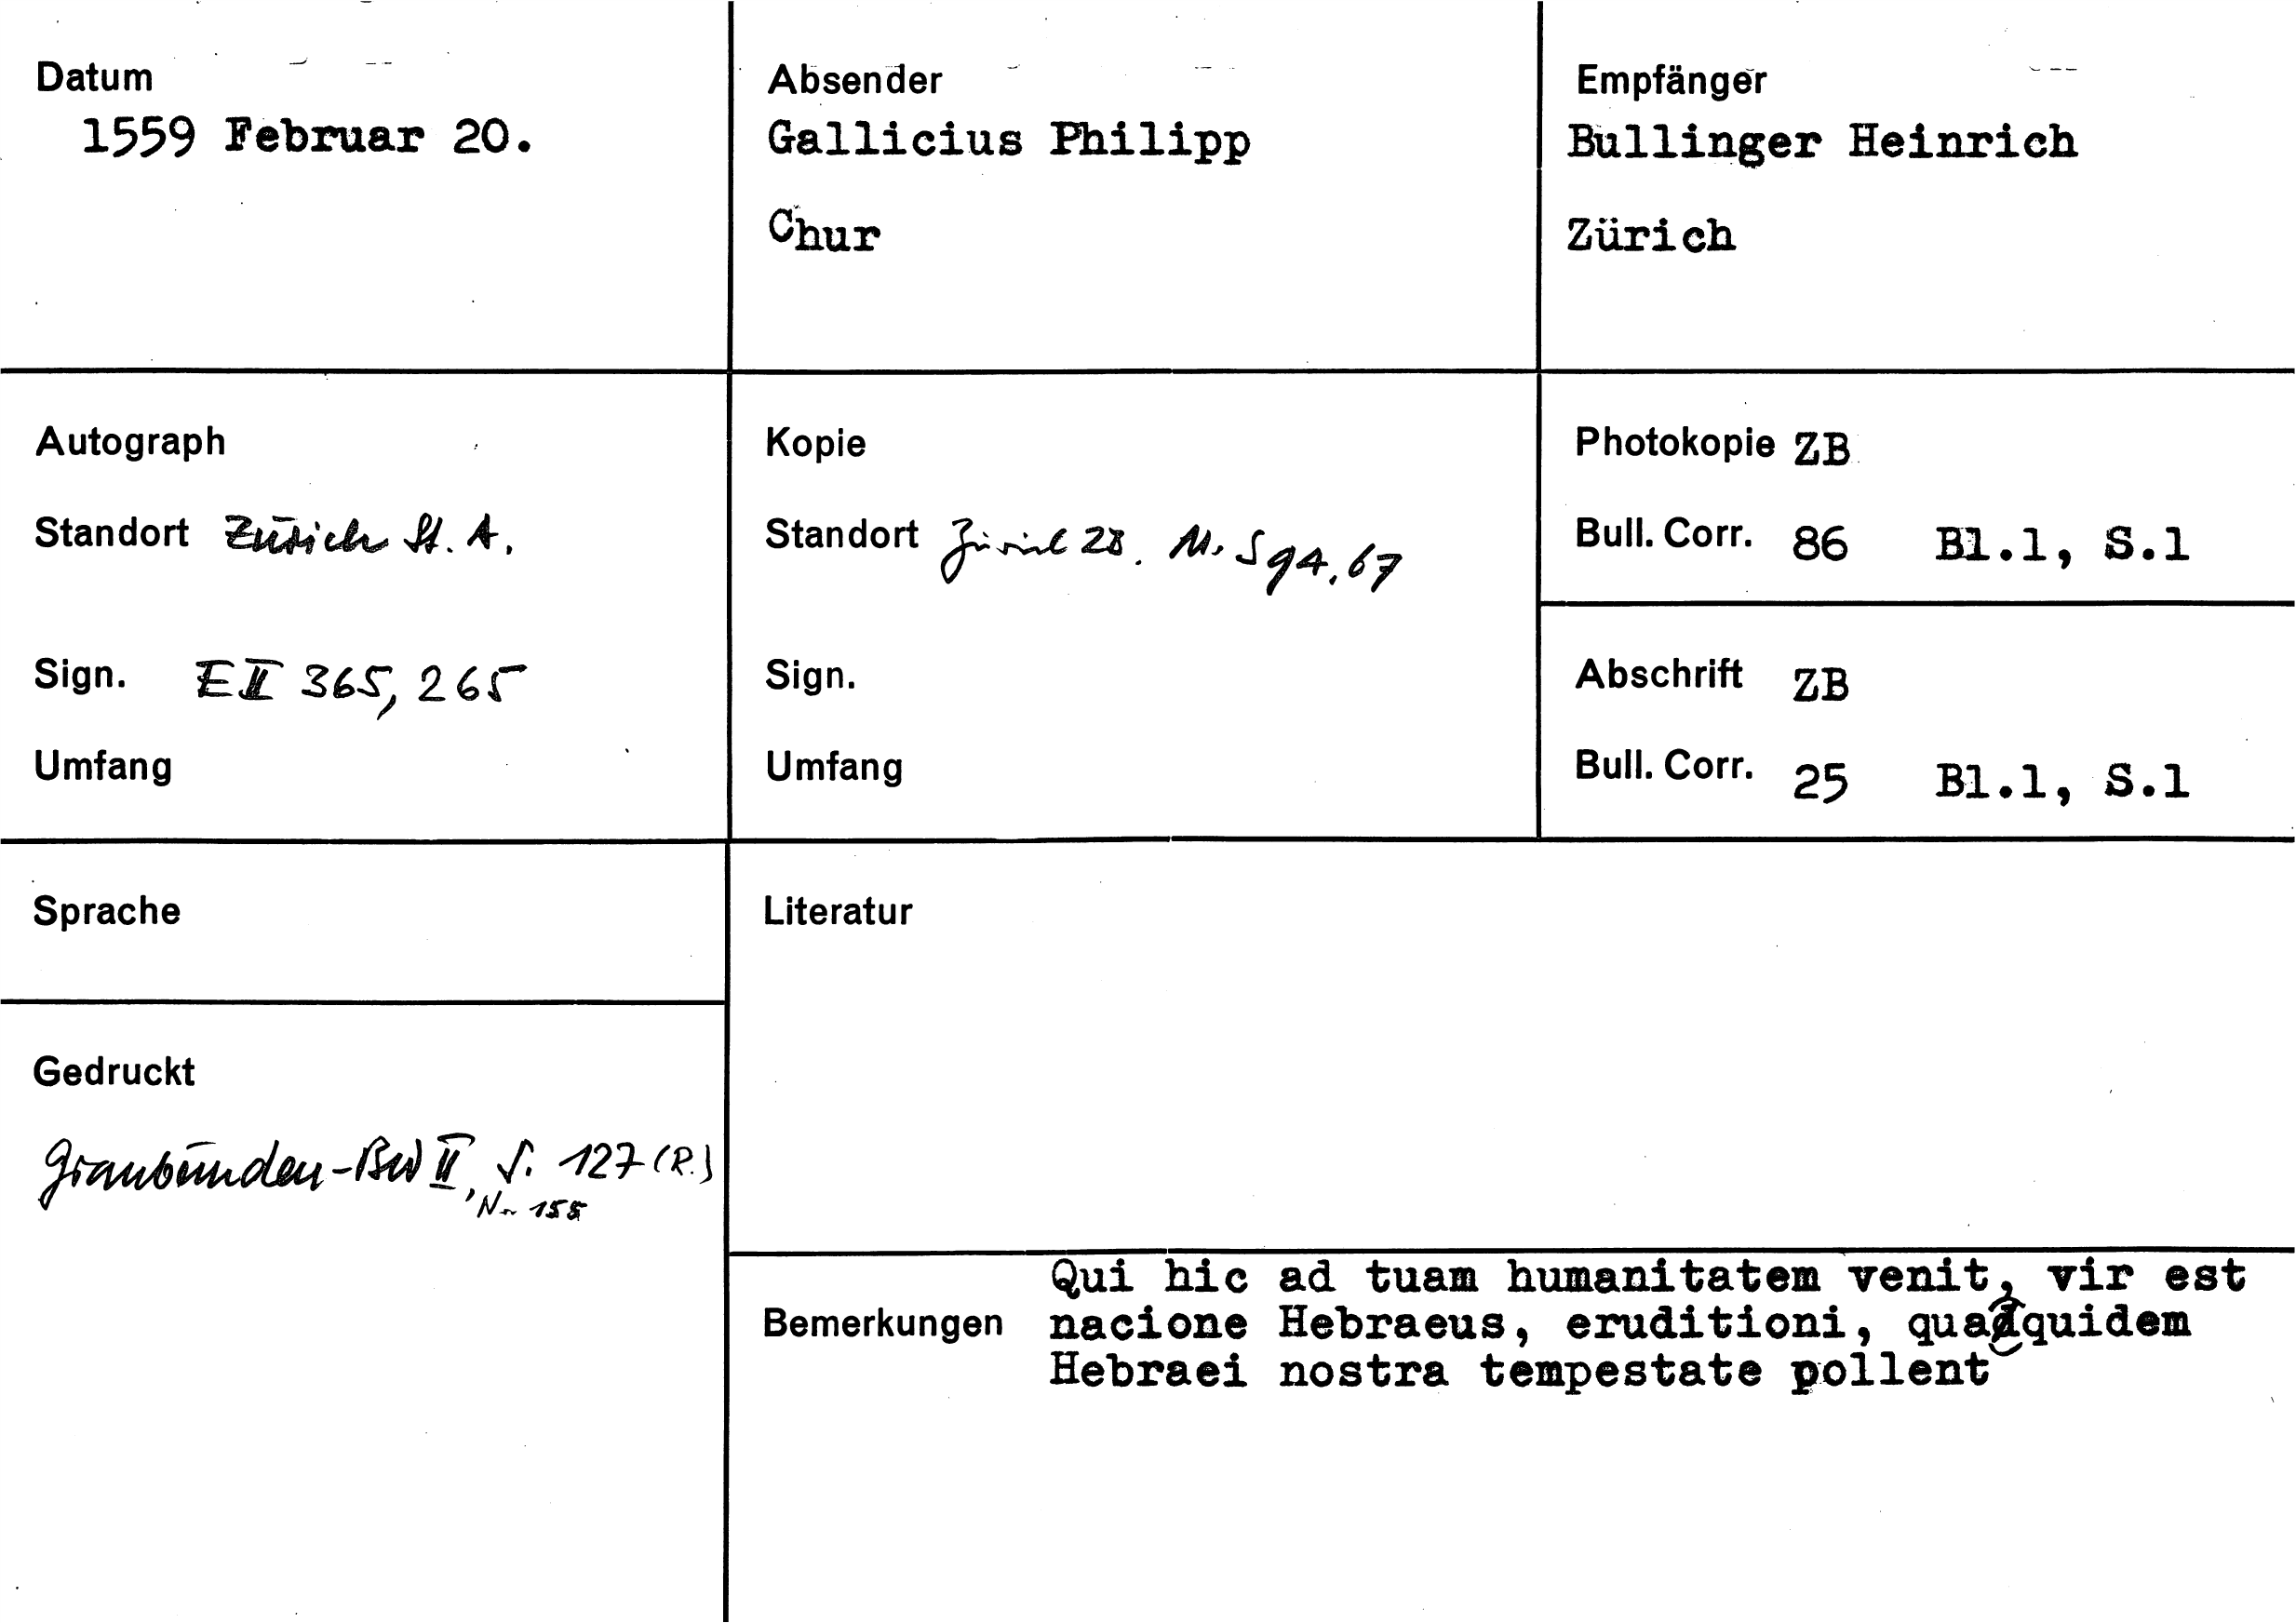 Datum
1559 Februar 20.
Absender
Gallicius Philipp
Chur
Empfänger
Bullinger Heinrich
Zürich
Autograph
Standort Zürich St. A.
Sign. E II 365, 265
Umfang
Kopie
Standort Zürich ZB. Ms S 94, 67
Sign.
Umfang
Photokopie ZB
Bull. Corr. 86 Bl.1, S.1
Abschrift ZB
Bull. Corr. 25 Bl.1, S.1
Sprache
Gedruckt
Graubünden-BW II, S. 127 (R.)
Nr 155
Literatur
Bemerkungen
Qui hic ad tuam humanitatem venit, vir est
nacione Hebraeus, eruditioni, qua quidem
Hebraei nostra tempestate pollent